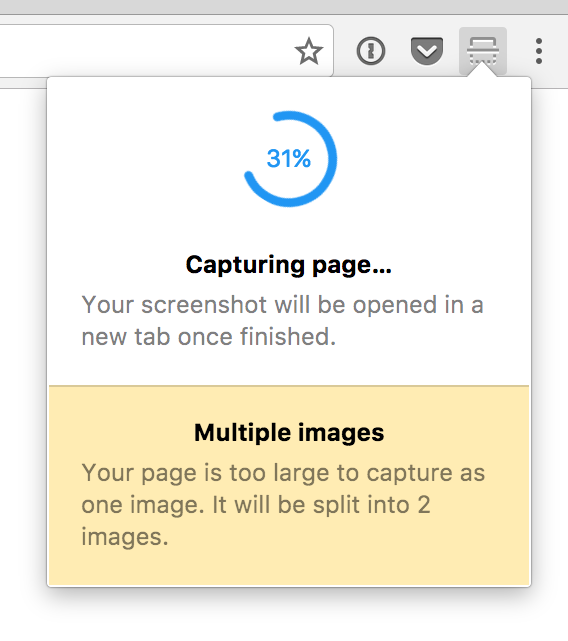 31%
Capturing page...
Your screenshot will be opened in a
new tab once finished.
Multiple images
Your page is too large to capture as
one image. It will be split into 2
images.